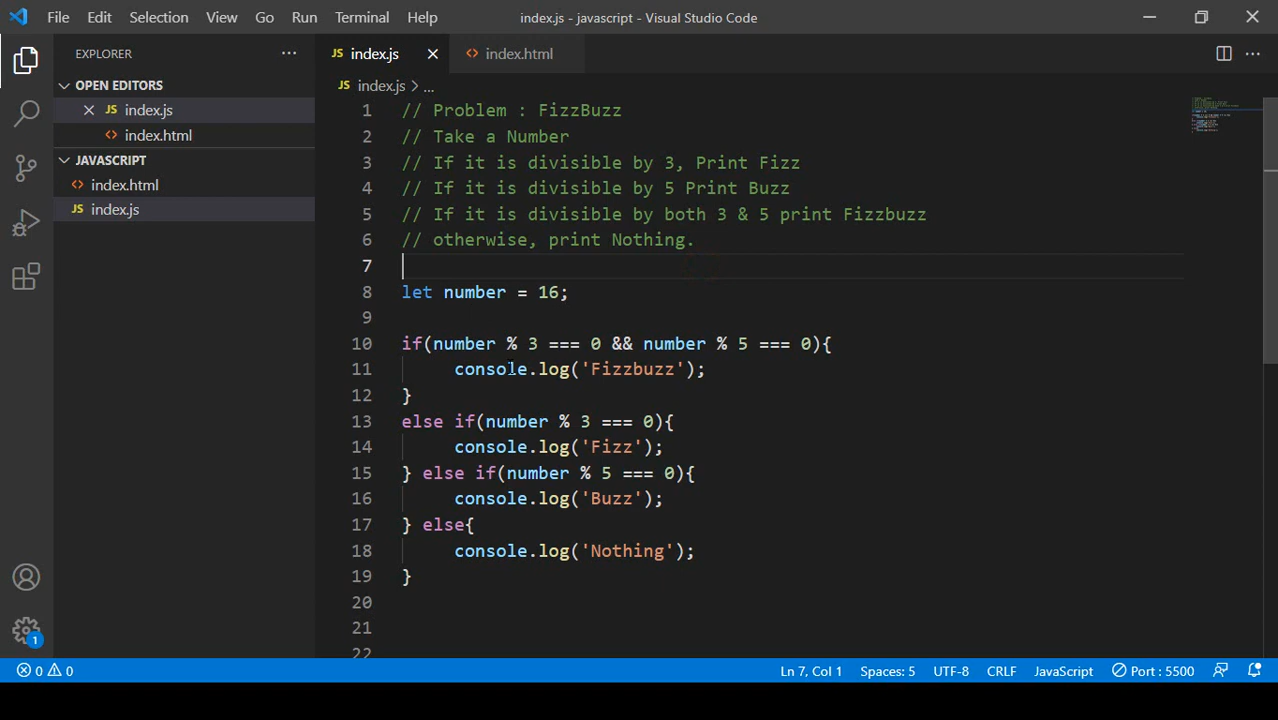 File Edit Selection View Go Run Terminal Help index.js - javascript - Visual Studio Code
EXPLORER ...
JS index.js
index.html
OPEN EDITORS
JS index.js
index.html
JAVASCRIPT
index.html
JS index.js
JS index.js > ...
1 // Problem : FizzBuzz
2 // Take a Number
3 // If it is divisible by 3, Print Fizz
4 // If it is divisible by 5 Print Buzz
5 // If it is divisible by both 3 & 5 print Fizzbuzz
6 // otherwise, print Nothing.
7
8 let number = 16;
9
10 if(number % 3 === 0 && number % 5 === 0){
11 console.log('Fizzbuzz');
12 }
13 else if(number % 3 === 0){
14 console.log('Fizz');
15 } else if(number % 5 === 0){
16 console.log('Buzz');
17 } else{
18 console.log('Nothing');
19 }
20
21
22
1
0 0 Ln 7, Col 1 Spaces: 5 UTF-8 CRLF JavaScript Port : 5500